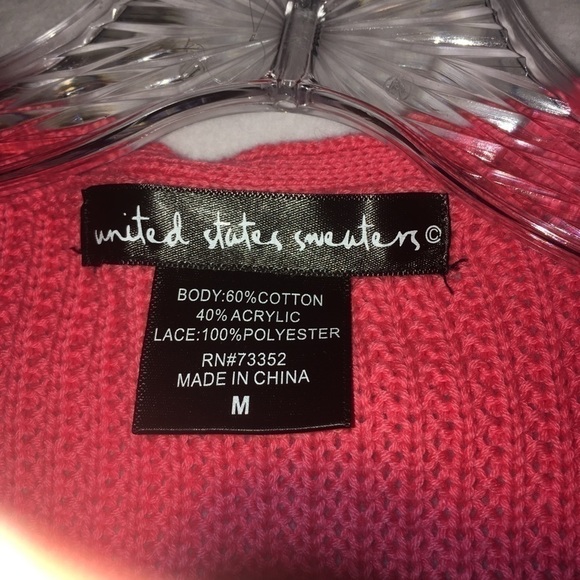 united states sweaters©
BODY:60%COTTON
40% ACRYLIC
LACE:100%POLYESTER
RN#73352
MADE IN CHINA
M